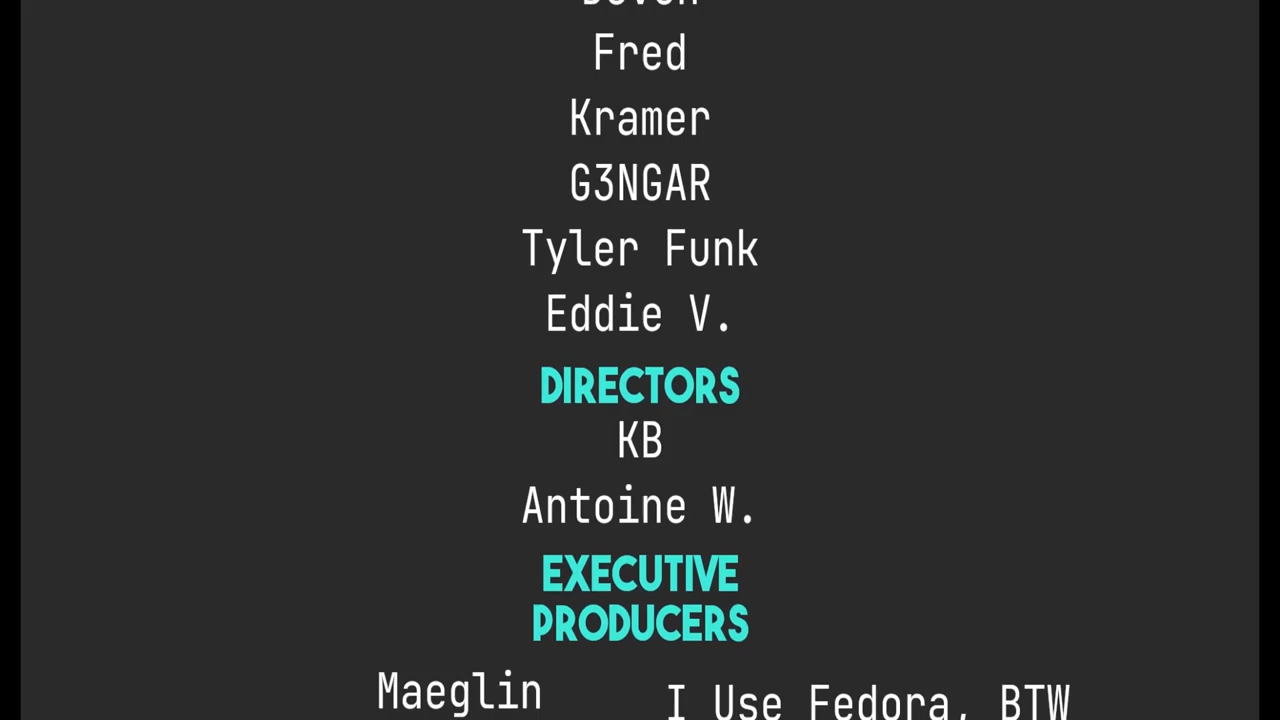 Fred
Kramer
G3NGAR
Tyler Funk
Eddie V.
DIRECTORS
KB
Antoine W.
EXECUTIVE
PRODUCERS
Maeglin
I Use Fedora, BTW